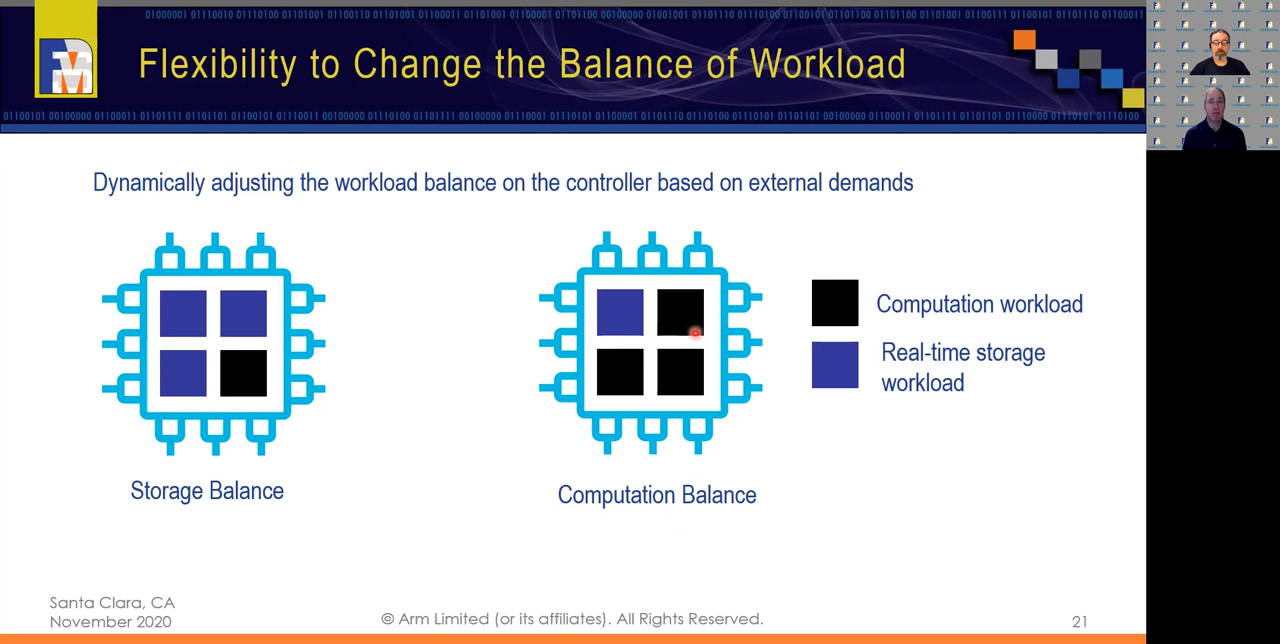 Flexibility to Change the Balance of Workload
Dynamically adjusting the workload balance on the controller based on external demands
Computation workload
Real-time storage
workload
Storage Balance
Computation Balance
Santa Clara, CA
November 2020
© Arm Limited (or its affiliates). All Rights Reserved.
21